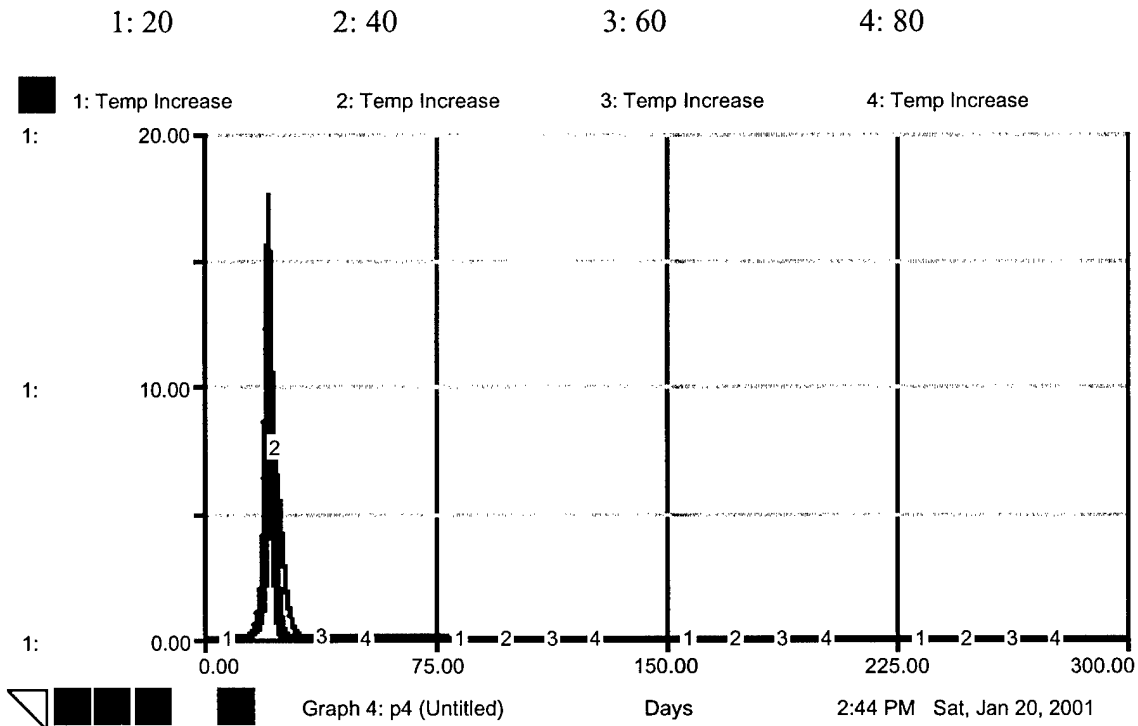 1: 20 2: 40 3: 60 4: 80
1: Temp Increase 2: Temp Increase 3: Temp Increase 4: Temp Increase
1: 20.00
1: 10.00
2
1: 0.00
1 3 4 1 2 3 4 1 2 3 4 1 2 3 4
0.00 75.00 150.00 225.00 300.00
Graph 4: p4 (Untitled) Days 2:44 PM Sat, Jan 20, 2001